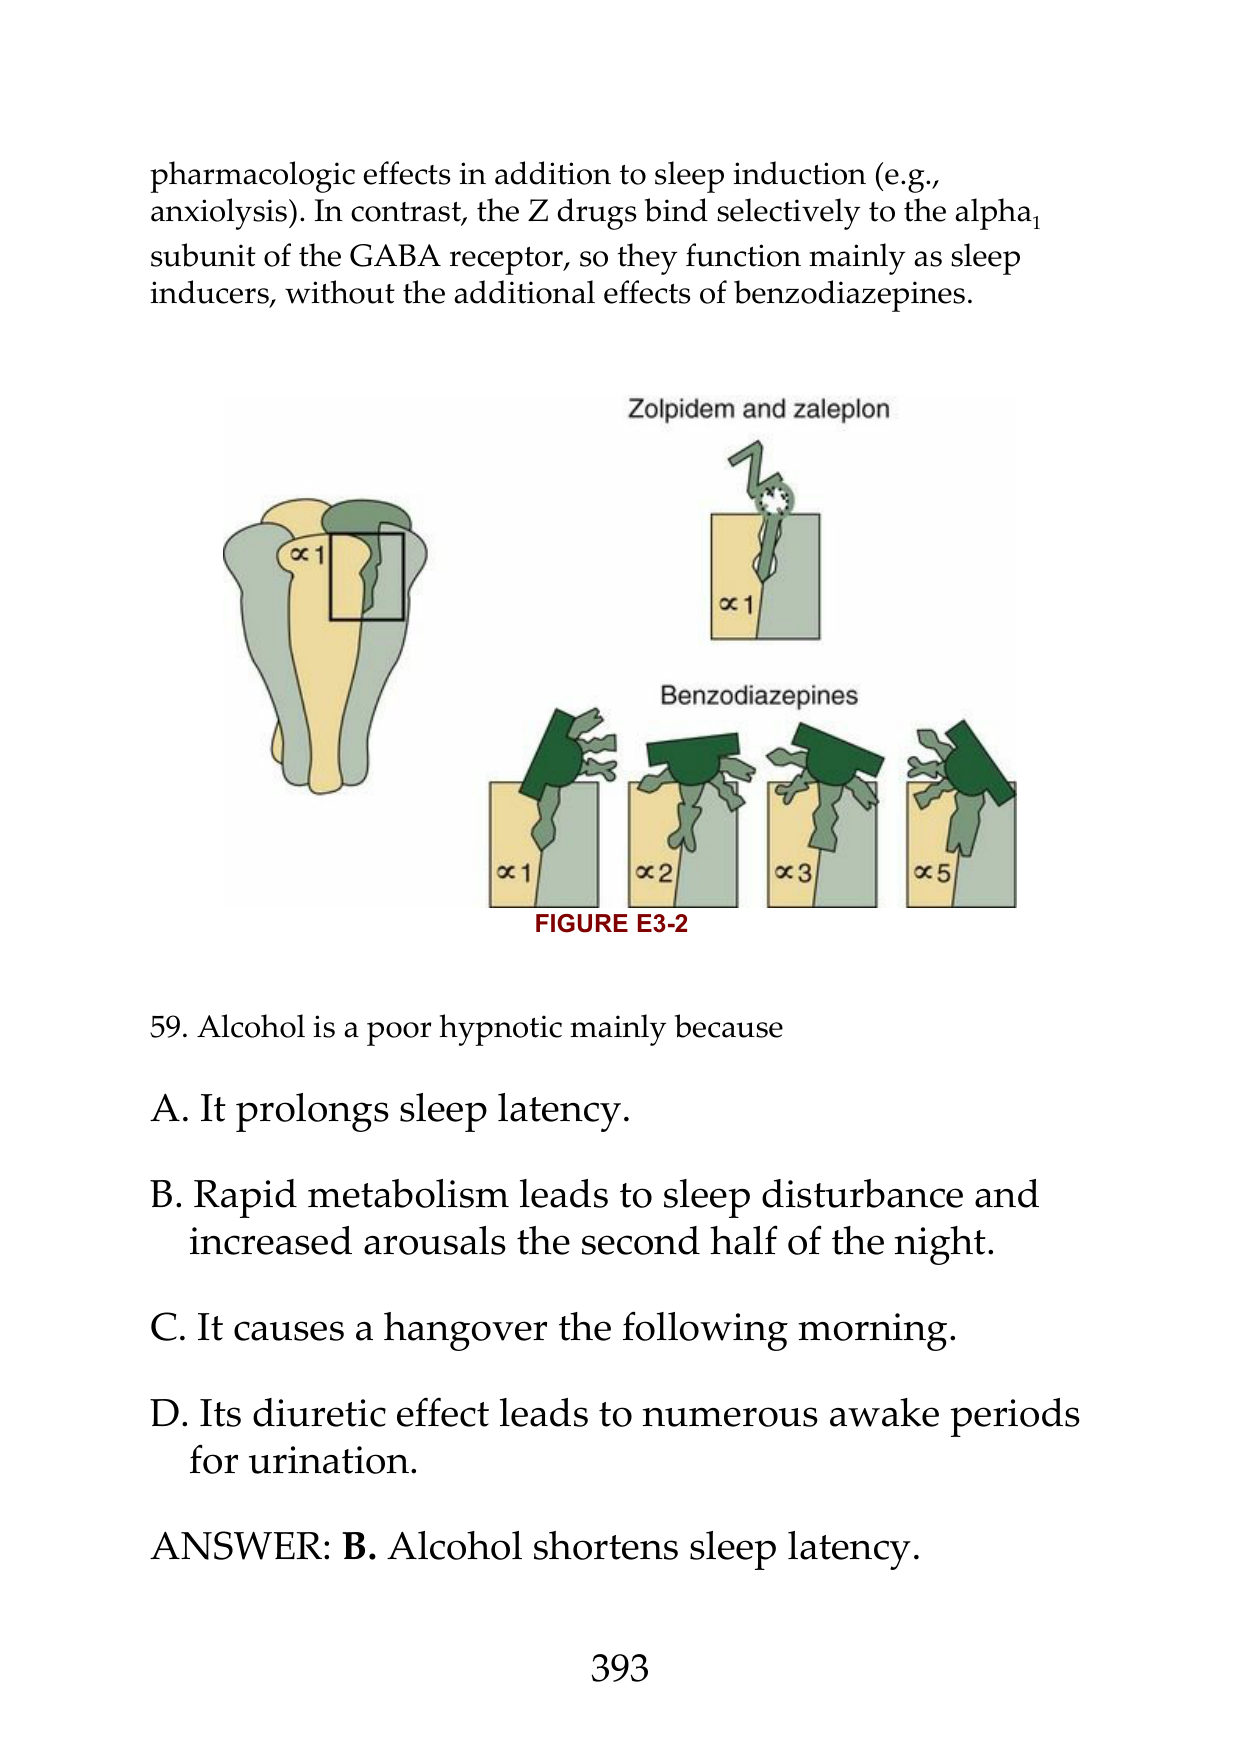 pharmacologic effects in addition to sleep induction (e.g.,
anxiolysis). In contrast, the Z drugs bind selectively to the alpha₁
subunit of the GABA receptor, so they function mainly as sleep
inducers, without the additional effects of benzodiazepines.
Zolpidem and zaleplon
∝1
∝1
Benzodiazepines
∝1
∝2
∝3
∝5
FIGURE E3-2
59. Alcohol is a poor hypnotic mainly because
A. It prolongs sleep latency.
B. Rapid metabolism leads to sleep disturbance and
increased arousals the second half of the night.
C. It causes a hangover the following morning.
D. Its diuretic effect leads to numerous awake periods
for urination.
ANSWER: B. Alcohol shortens sleep latency.
393